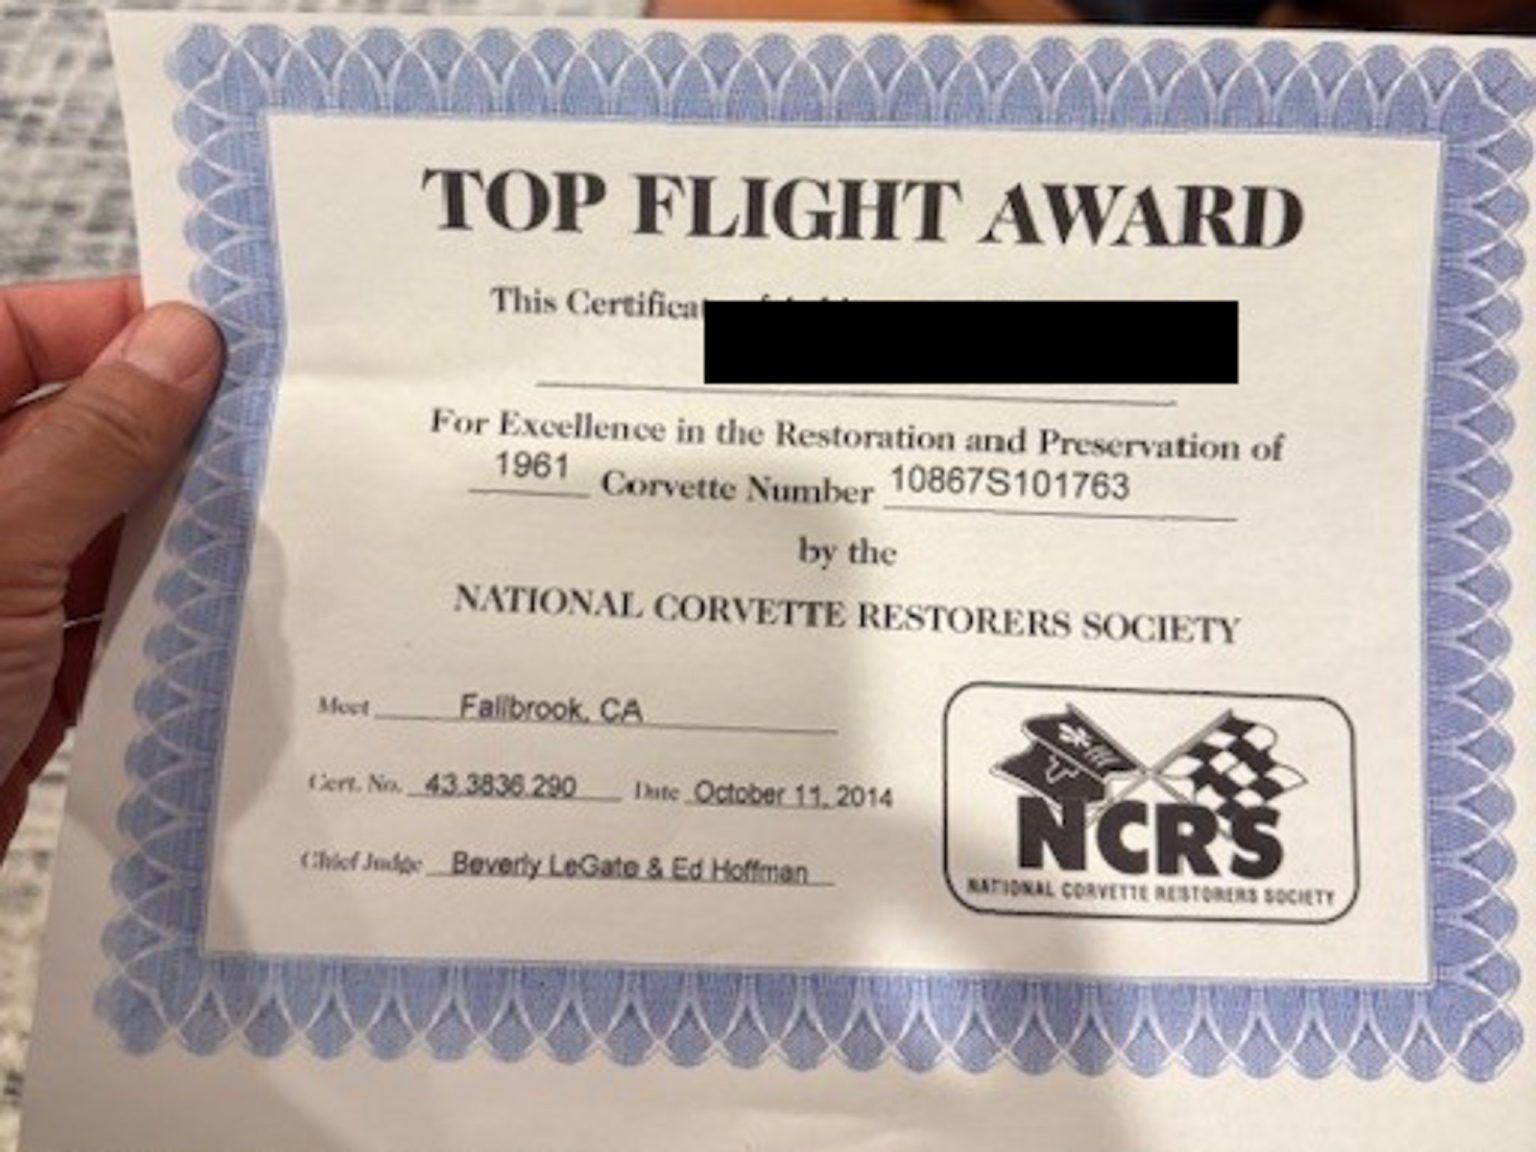 TOP FLIGHT AWARD
This
For Excellence in the Restoration and Preservation of
1961 Corvette Number 10867S101763
by the
NATIONAL CORVETTE RESTORERS SOCIETY
Meet Fallbrook, CA
Cert. No. 43.3836.290 Date October 11, 2014
Chief Judge Beverly LeGate & Ed Hoffman
NCRS
NATIONAL CORVETTE RESTORERS SOCIETY